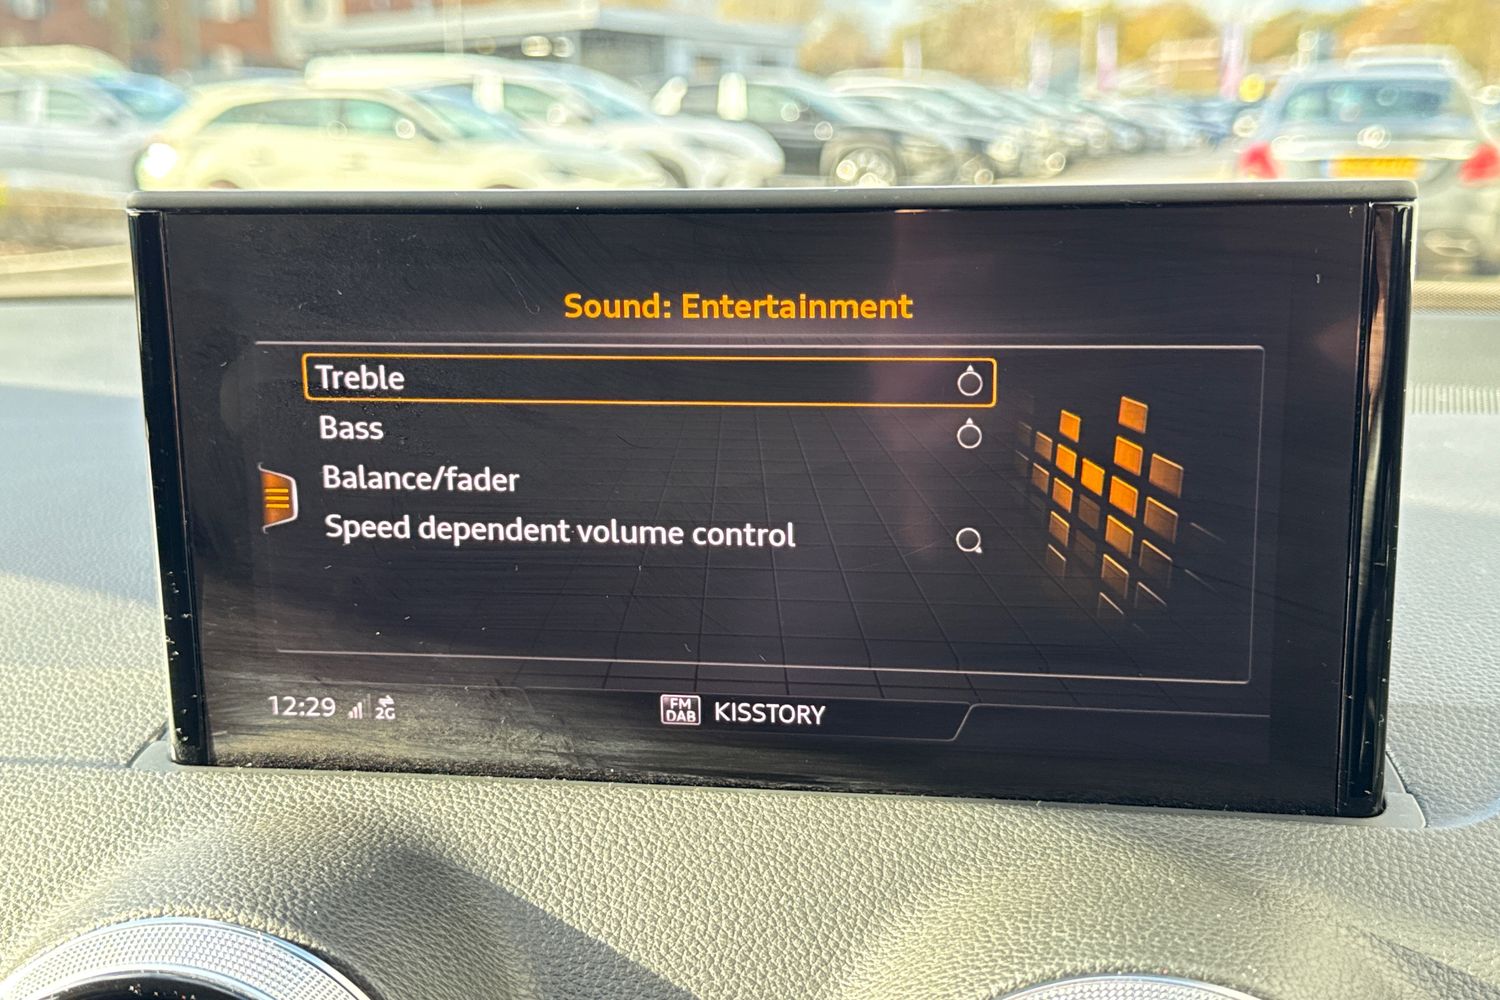 Sound: Entertainment
Treble
Bass
Balance/fader
Speed dependent volume control
12:29 2G
FM
DAB
KISSTORY